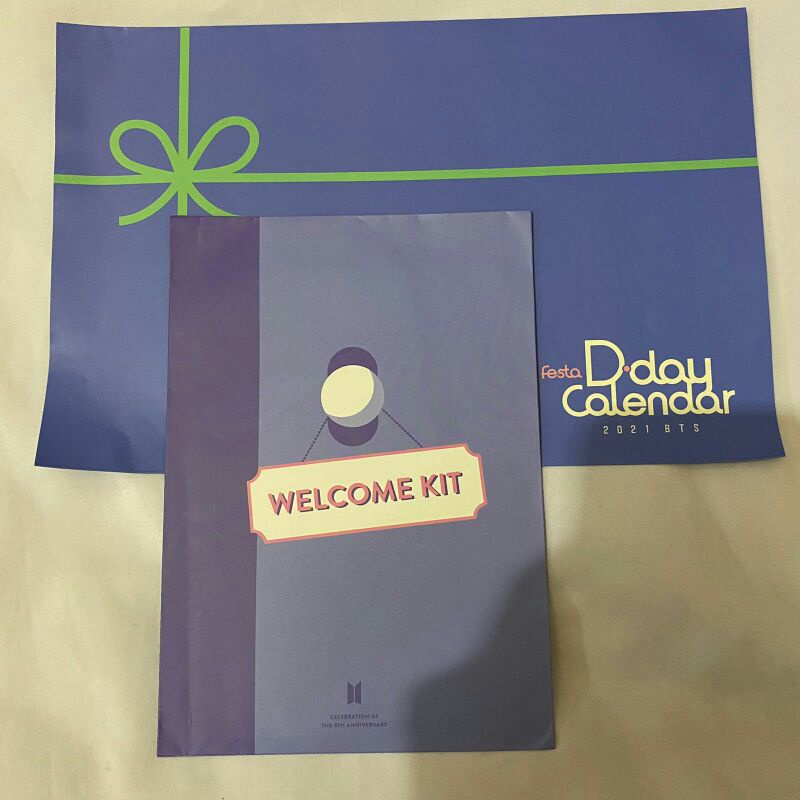 festa D·day
Calendar
2021 BTS
WELCOME KIT
CELEBRATION OF
THE 8TH ANNIVERSARY